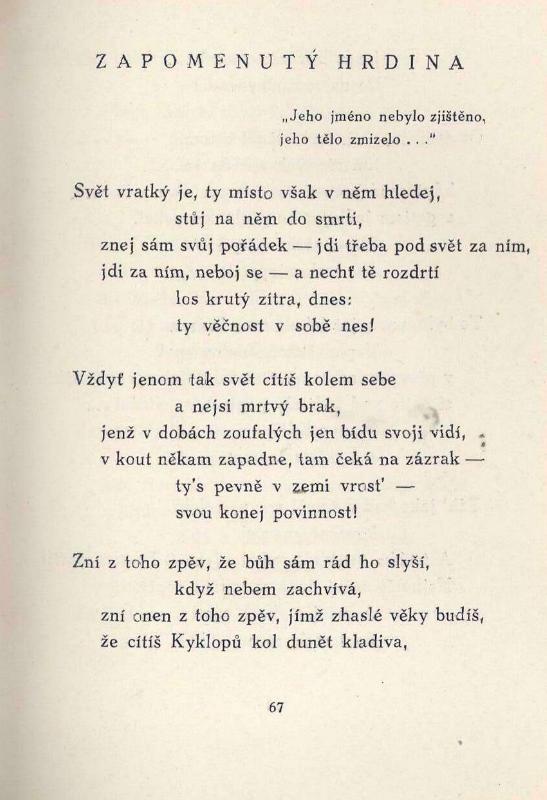 ZAPOMENUTÝ HRDINA
„Jeho jméno nebylo zjištěno,
jeho tělo zmizelo . . .“
Svět vratký je, ty místo však v něm hledej,
stůj na něm do smrti,
znej sám svůj pořádek — jdi třeba pod svět za ním,
jdi za ním, neboj se — a nechť tě rozdrtí
los krutý zítra, dnes:
ty věčnost v sobě nes!
Vždyť jenom tak svět cítíš kolem sebe
a nejsi mrtvý brak,
jenž v dobách zoufalých jen bídu svoji vidí,
v kout někam zapadne, tam čeká na zázrak —
ty's pevně v zemi vrosť —
svou konej povinnost!
Zní z toho zpěv, že bůh sám rád ho slyší,
když nebem zachvívá,
zní onen z toho zpěv, jímž zhaslé věky budíš,
že cítíš Kyklopů kol dunět kladiva,
67